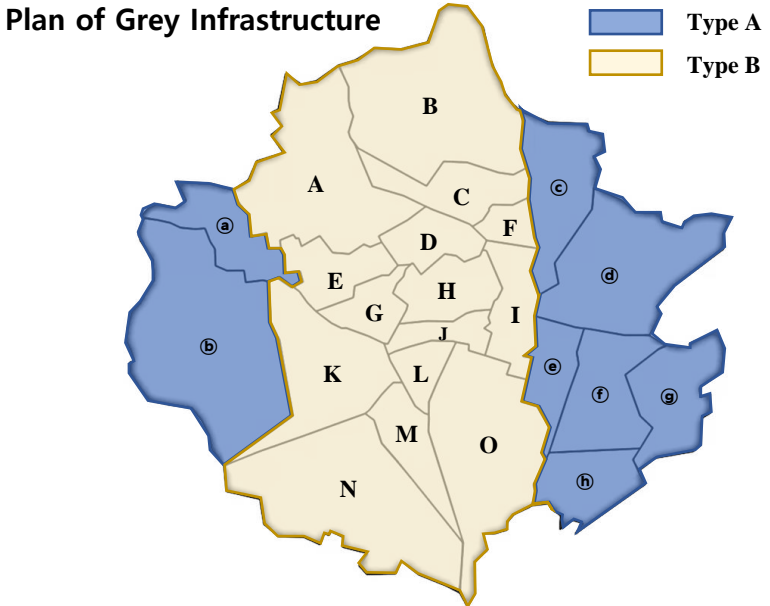 Plan of Grey Infrastructure
Type A
Type B
B
A
ⓒ
C
F
ⓐ
D
ⓓ
E
H
G
I
J
ⓑ
K
L
ⓔ
ⓕ
ⓖ
M
O
N
ⓗ